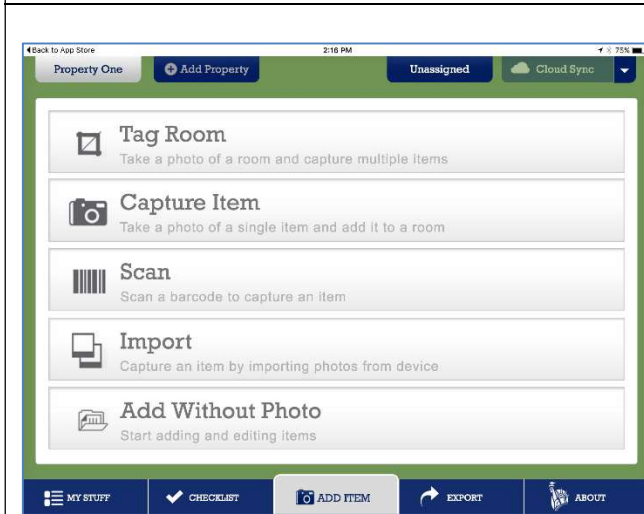 Back to App Store 2:16 PM 75%
Property One Add Property Unassigned Cloud Sync
Tag Room
Take a photo of a room and capture multiple items
Capture Item
Take a photo of a single item and add it to a room
Scan
Scan a barcode to capture an item
Import
Capture an item by importing photos from device
Add Without Photo
Start adding and editing items
MY STUFF CHECKLIST ADD ITEM EXPORT ABOUT